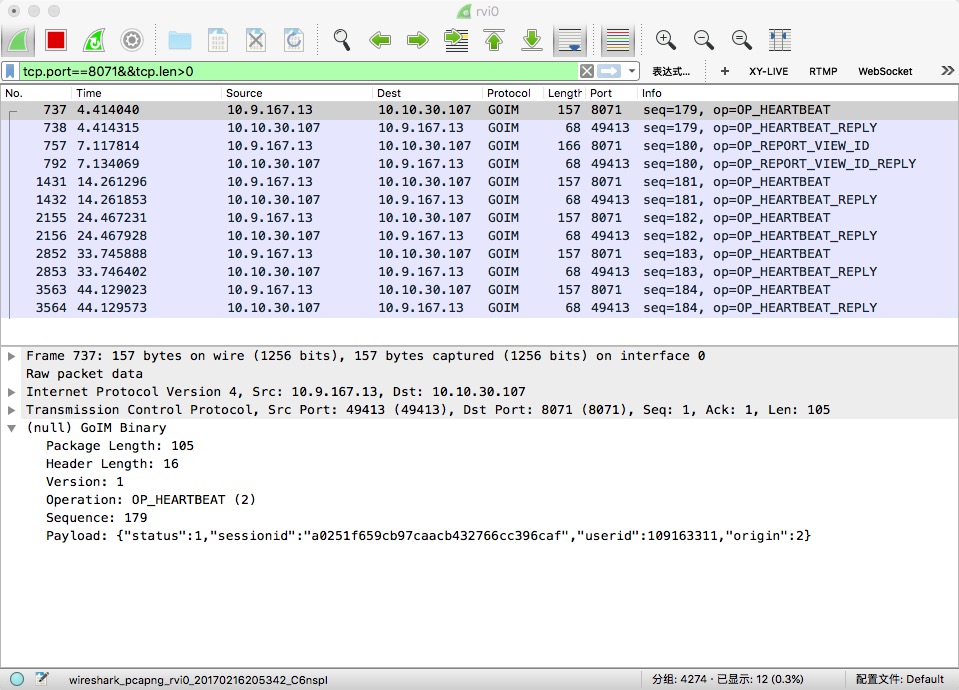 rvi0
tcp.port==8071&&tcp.len>0 表达式… + XY-LIVE RTMP WebSocket
No. Time Source Dest Protocol Length Port Info
737 4.414040 10.9.167.13 10.10.30.107 GOIM 157 8071 seq=179, op=OP_HEARTBEAT
738 4.414315 10.10.30.107 10.9.167.13 GOIM 68 49413 seq=179, op=OP_HEARTBEAT_REPLY
757 7.117814 10.9.167.13 10.10.30.107 GOIM 166 8071 seq=180, op=OP_REPORT_VIEW_ID
792 7.134069 10.10.30.107 10.9.167.13 GOIM 68 49413 seq=180, op=OP_REPORT_VIEW_ID_REPLY
1431 14.261296 10.9.167.13 10.10.30.107 GOIM 157 8071 seq=181, op=OP_HEARTBEAT
1432 14.261853 10.10.30.107 10.9.167.13 GOIM 68 49413 seq=181, op=OP_HEARTBEAT_REPLY
2155 24.467231 10.9.167.13 10.10.30.107 GOIM 157 8071 seq=182, op=OP_HEARTBEAT
2156 24.467928 10.10.30.107 10.9.167.13 GOIM 68 49413 seq=182, op=OP_HEARTBEAT_REPLY
2852 33.745888 10.9.167.13 10.10.30.107 GOIM 157 8071 seq=183, op=OP_HEARTBEAT
2853 33.746402 10.10.30.107 10.9.167.13 GOIM 68 49413 seq=183, op=OP_HEARTBEAT_REPLY
3563 44.129023 10.9.167.13 10.10.30.107 GOIM 157 8071 seq=184, op=OP_HEARTBEAT
3564 44.129573 10.10.30.107 10.9.167.13 GOIM 68 49413 seq=184, op=OP_HEARTBEAT_REPLY
Frame 737: 157 bytes on wire (1256 bits), 157 bytes captured (1256 bits) on interface 0
Raw packet data
Internet Protocol Version 4, Src: 10.9.167.13, Dst: 10.10.30.107
Transmission Control Protocol, Src Port: 49413 (49413), Dst Port: 8071 (8071), Seq: 1, Ack: 1, Len: 105
(null) GoIM Binary
Package Length: 105
Header Length: 16
Version: 1
Operation: OP_HEARTBEAT (2)
Sequence: 179
Payload: {"status":1,"sessionid":"a0251f659cb97caacb432766cc396caf","userid":109163311,"origin":2}
wireshark_pcapng_rvi0_20170216205342_C6nspI 分组: 4274 · 已显示: 12 (0.3%) 配置文件: Default